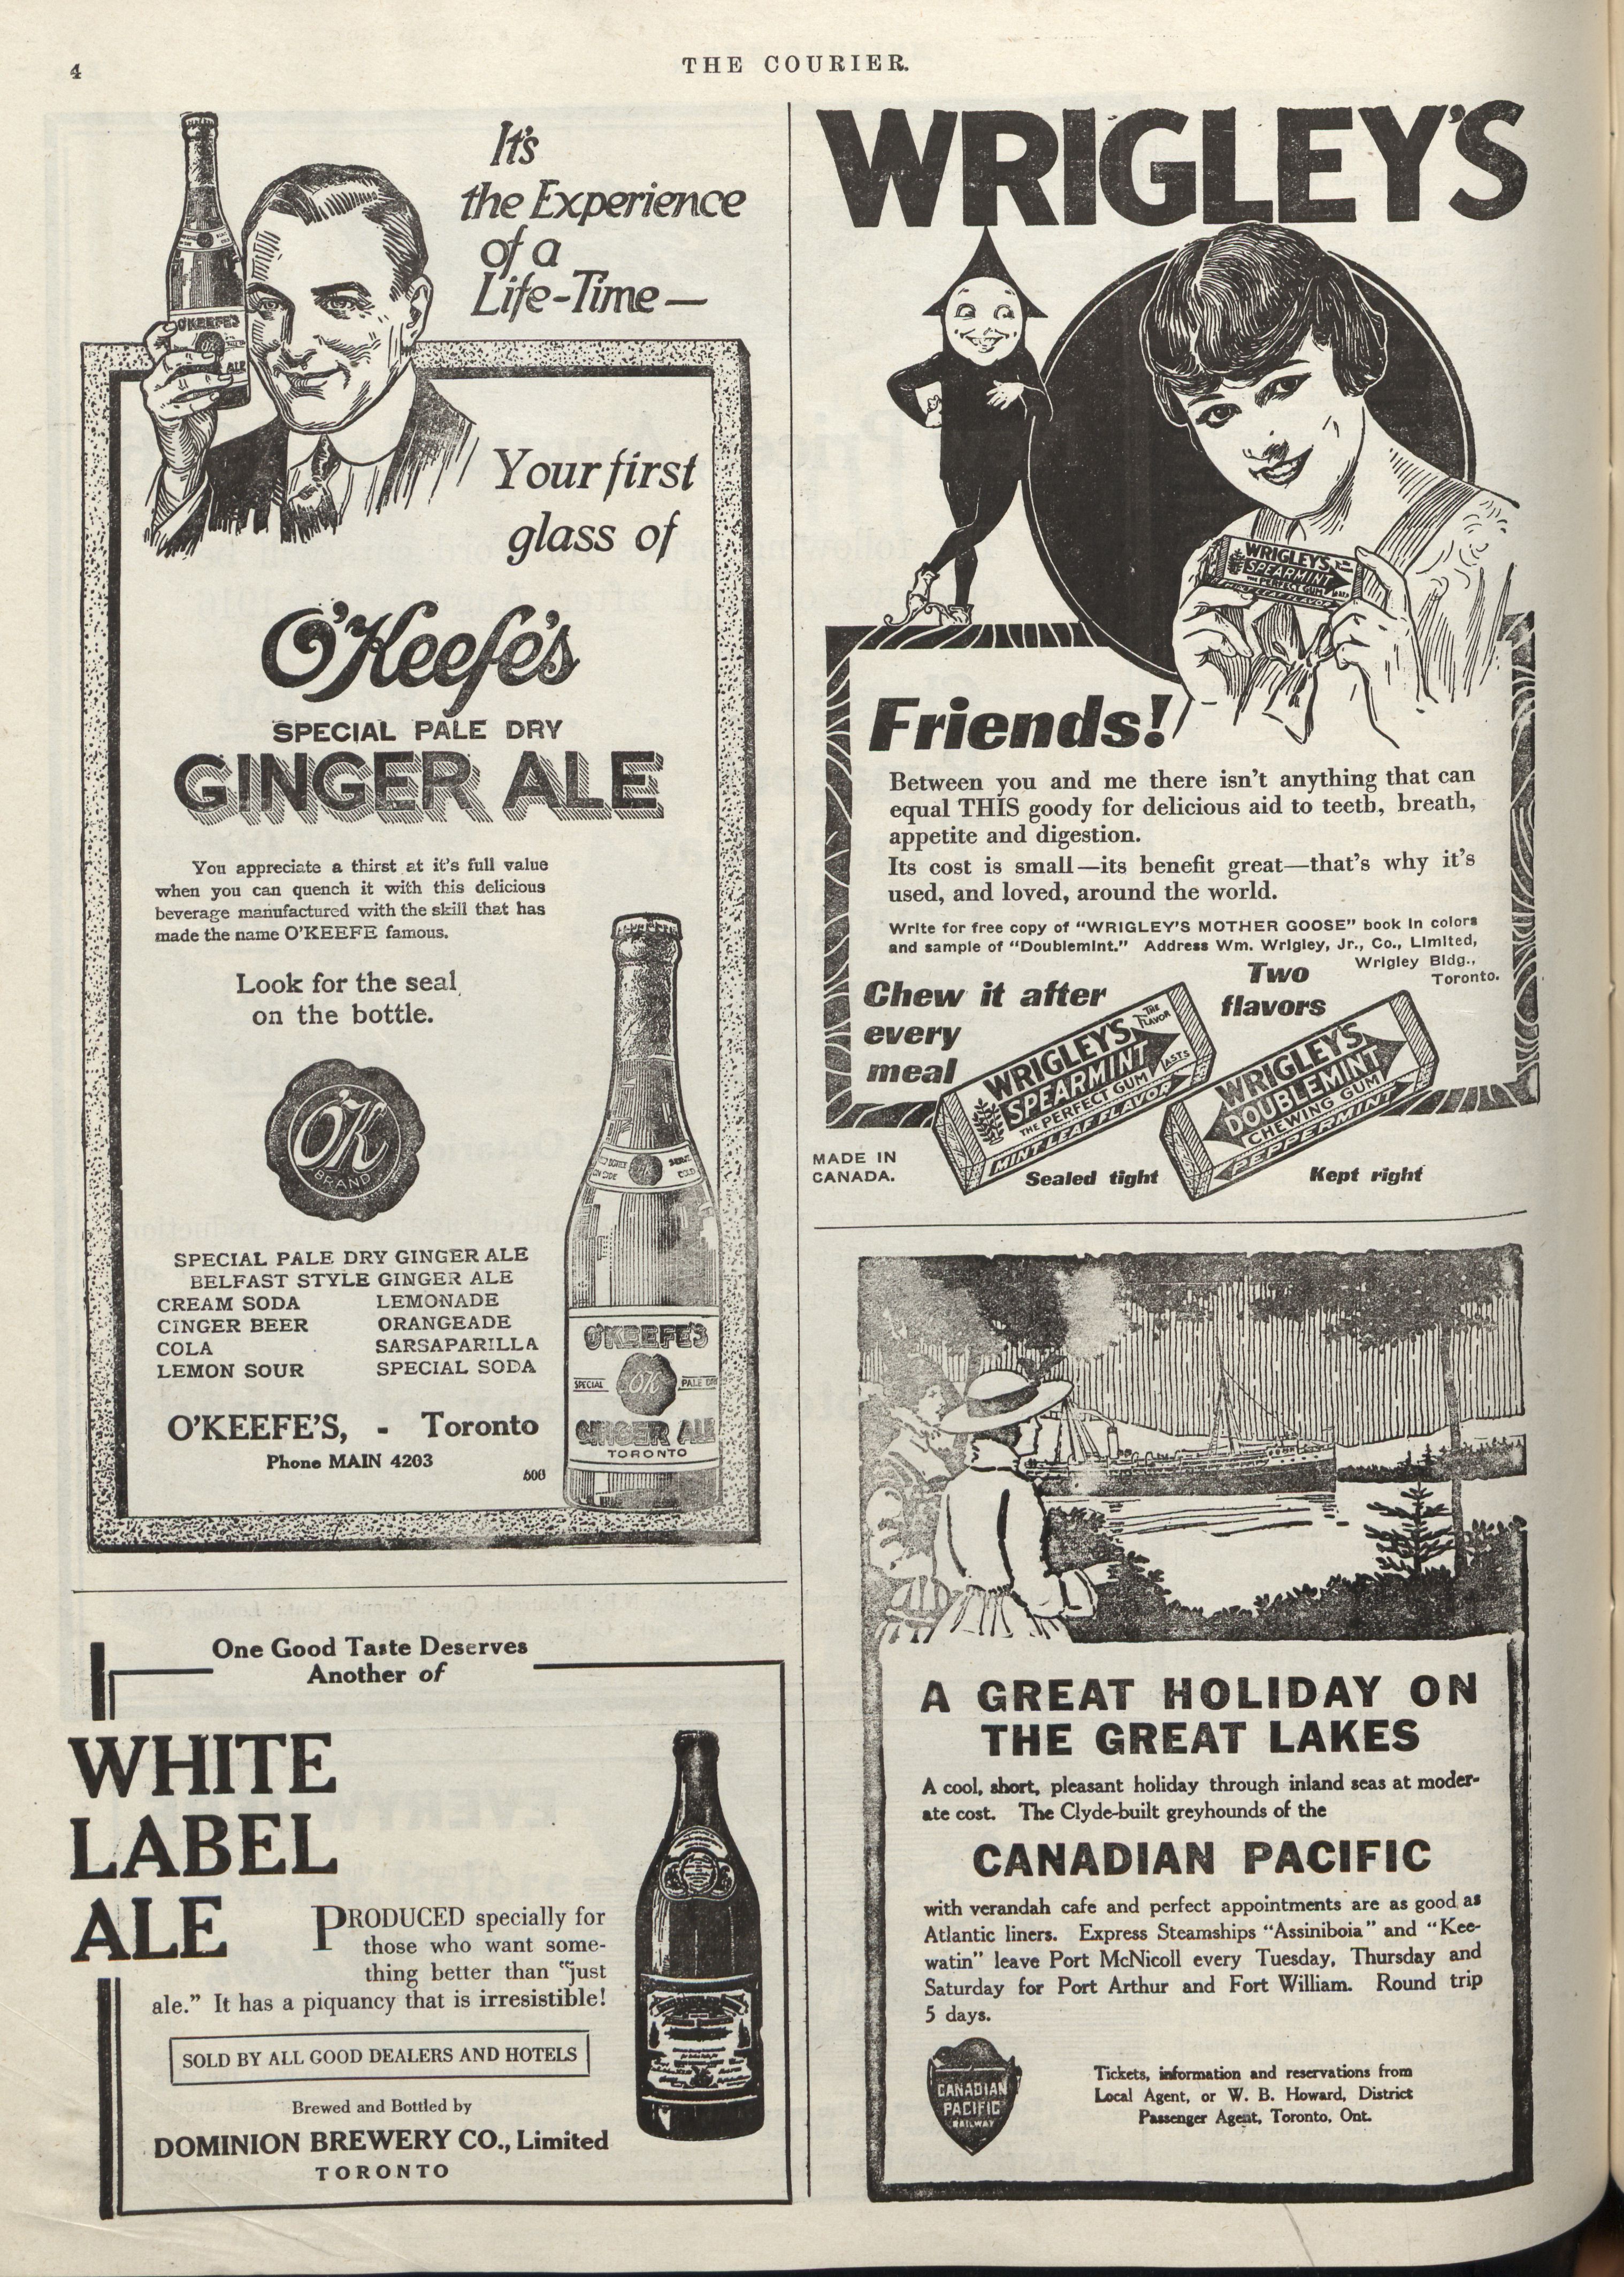 4
THE COURIER.
It's
the Experience
of a
Life-Time—
O'KEEFE'S
ALE
Your first
glass of
O'Keefe's
SPECIAL PALE DRY
GINGER ALE
You appreciate a thirst at it's full value
when you can quench it with this delicious
beverage manufactured with the skill that has
made the name O'KEEFE famous.
Look for the seal
on the bottle.
O'K
BRAND
SPECIAL PALE DRY GINGER ALE
BELFAST STYLE GINGER ALE
CREAM SODA LEMONADE
GINGER BEER ORANGEADE
COLA SARSAPARILLA
LEMON SOUR SPECIAL SODA
O'KEEFE'S, - Toronto
Phone MAIN 4203
608
O'KEEFE'S
SPECIAL OK PALE DRY
GINGER ALE
TORONTO
One Good Taste Deserves
Another of
WHITE
LABEL
ALE
PRODUCED specially for
those who want some-
thing better than "just
ale." It has a piquancy that is irresistible!
SOLD BY ALL GOOD DEALERS AND HOTELS
Brewed and Bottled by
DOMINION BREWERY CO., Limited
TORONTO
WRIGLEY'S
WRIGLEY'S
SPEARMINT
THE PERFECT GUM
MINT LEAF FLAVOR
Friends!
Between you and me there isn't anything that can
equal THIS goody for delicious aid to teeth, breath,
appetite and digestion.
Its cost is small—its benefit great—that's why it's
used, and loved, around the world.
Write for free copy of "WRIGLEY'S MOTHER GOOSE" book in colors
and sample of "Doublemint." Address Wm. Wrigley, Jr., Co., Limited,
Wrigley Bldg.,
Toronto.
Chew it after
every
meal
Two
flavors
WRIGLEY'S
SPEARMINT
THE PERFECT GUM
MINT LEAF FLAVOR
THE FLAVOR LASTS
WRIGLEY'S
DOUBLEMINT
CHEWING GUM
PEPPERMINT
MADE IN
CANADA.
Sealed tight Kept right
A GREAT HOLIDAY ON
THE GREAT LAKES
A cool, short, pleasant holiday through inland seas at moder-
ate cost. The Clyde-built greyhounds of the
CANADIAN PACIFIC
with verandah cafe and perfect appointments are as good as
Atlantic liners. Express Steamships "Assiniboia" and "Kee-
watin" leave Port McNicoll every Tuesday, Thursday and
Saturday for Port Arthur and Fort William. Round trip
5 days.
CANADIAN
PACIFIC
RAILWAY
Tickets, information and reservations from
Local Agent, or W. B. Howard, District
Passenger Agent, Toronto, Ont.